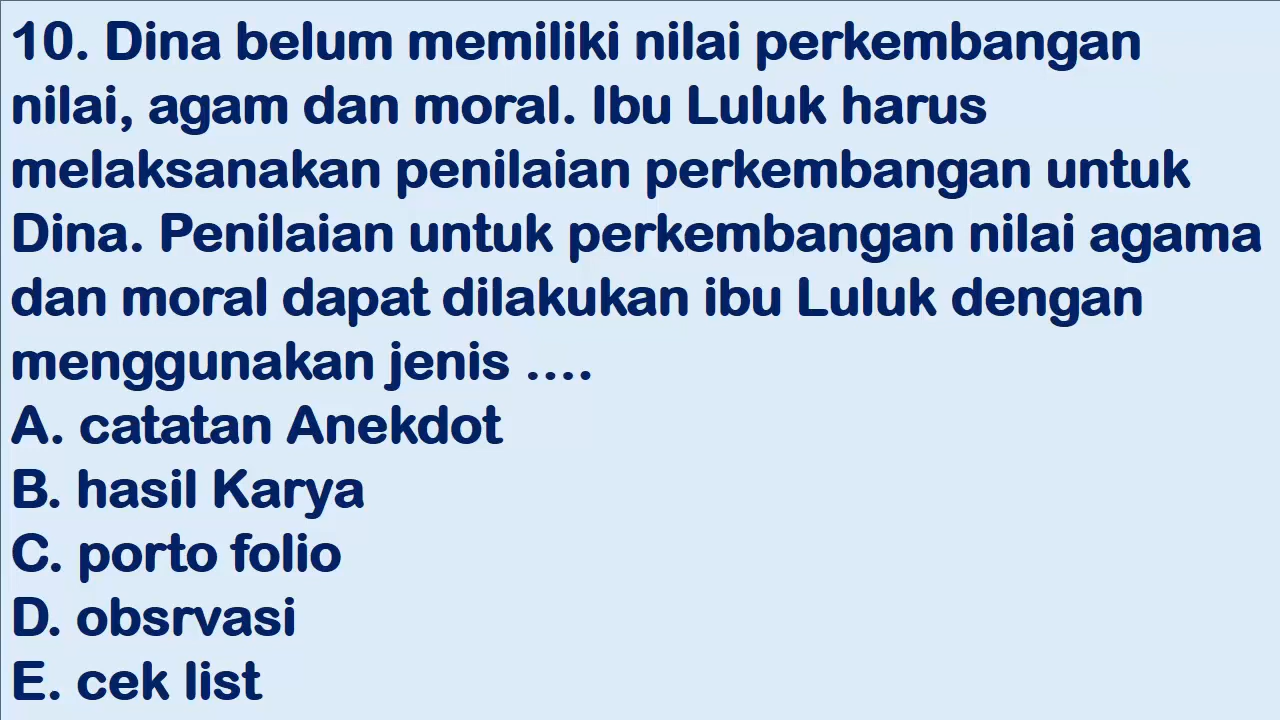 10. Dina belum memiliki nilai perkembangan
nilai, agam dan moral. Ibu Luluk harus
melaksanakan penilaian perkembangan untuk
Dina. Penilaian untuk perkembangan nilai agama
dan moral dapat dilakukan ibu Luluk dengan
menggunakan jenis ....
A. catatan Anekdot
B. hasil Karya
C. porto folio
D. obsrvasi
E. cek list